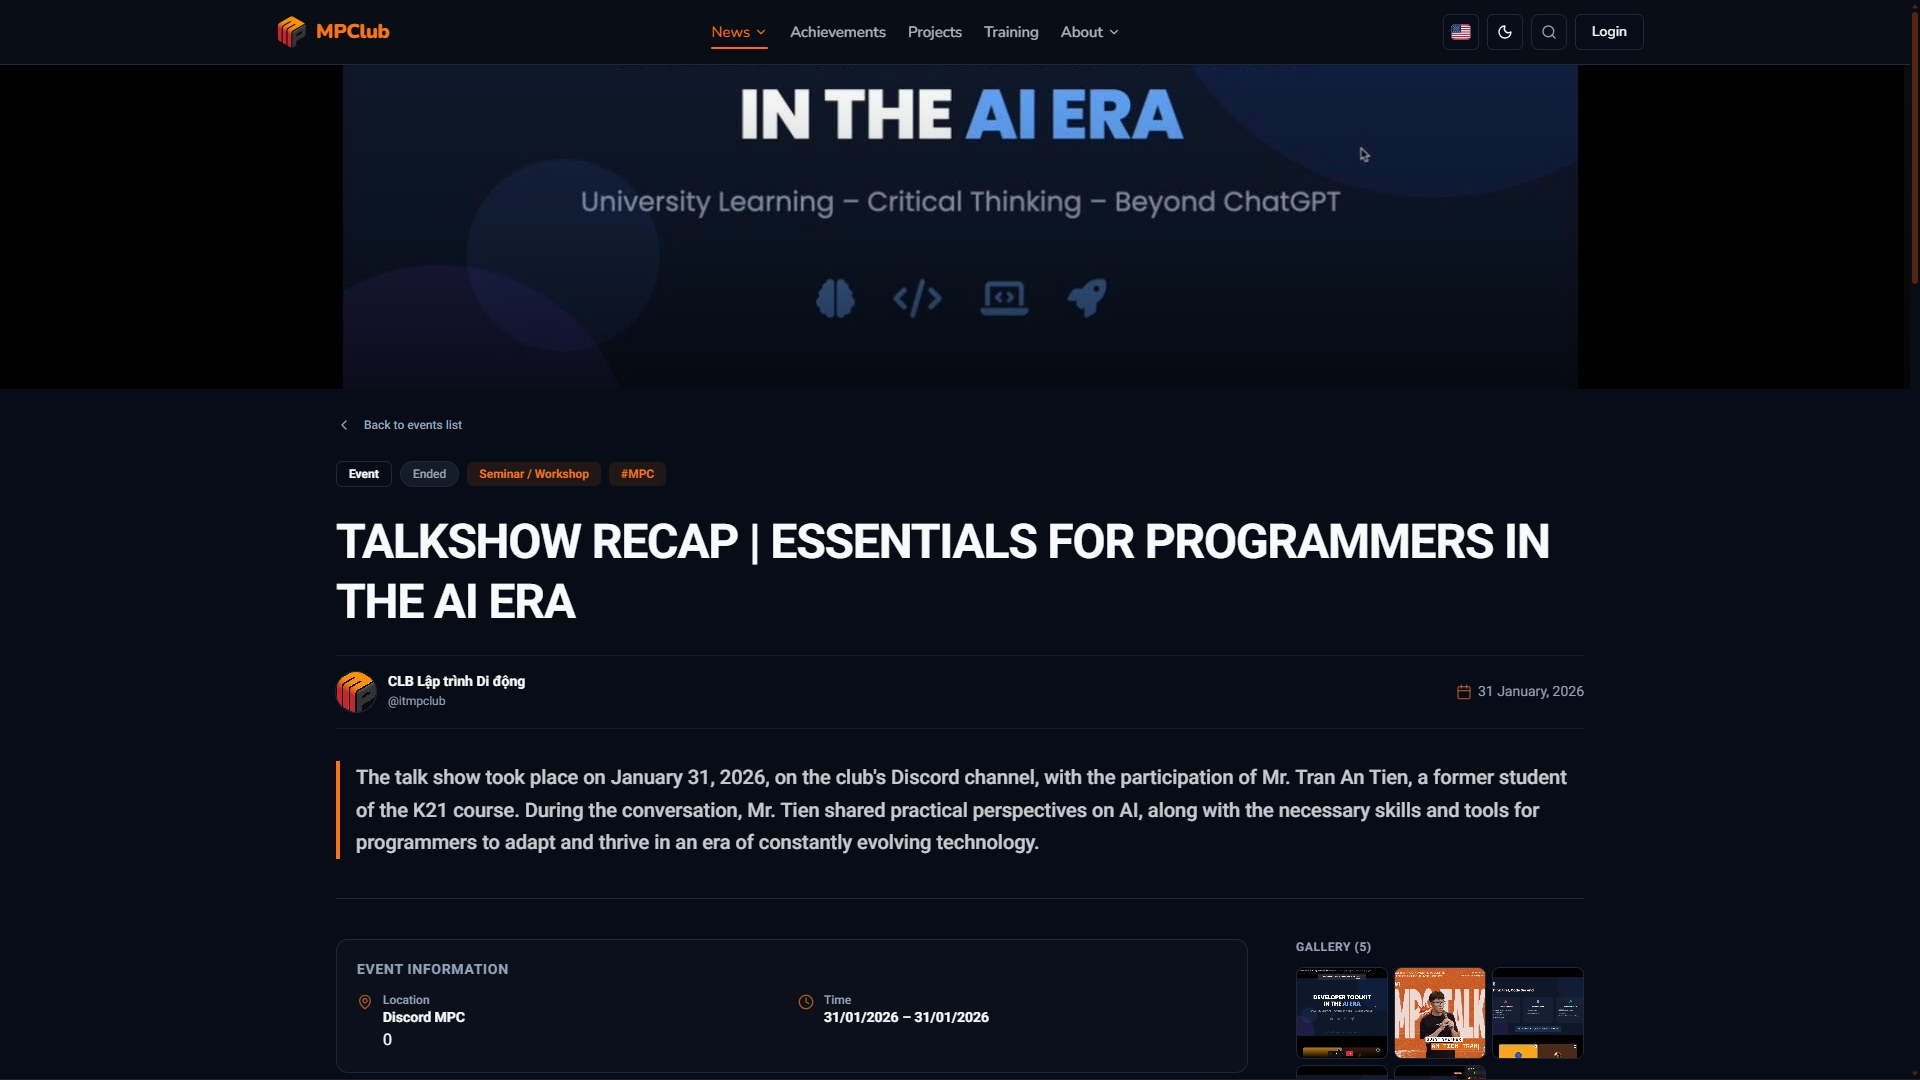 MPClub
News
Achievements
Projects
Training
About
Login
IN THE AI ERA
University Learning – Critical Thinking – Beyond ChatGPT
Back to events list
Event
Ended
Seminar / Workshop
#MPC
TALKSHOW RECAP | ESSENTIALS FOR PROGRAMMERS IN
THE AI ERA
CLB Lập trình Di động
@itmpclub
31 January, 2026
The talk show took place on January 31, 2026, on the club's Discord channel, with the participation of Mr. Tran An Tien, a former student
of the K21 course. During the conversation, Mr. Tien shared practical perspectives on AI, along with the necessary skills and tools for
programmers to adapt and thrive in an era of constantly evolving technology.
EVENT INFORMATION
Location
Discord MPC
0
Time
31/01/2026 – 31/01/2026
GALLERY (5)
DEVELOPER TOOLKIT
IN THE AI ERA